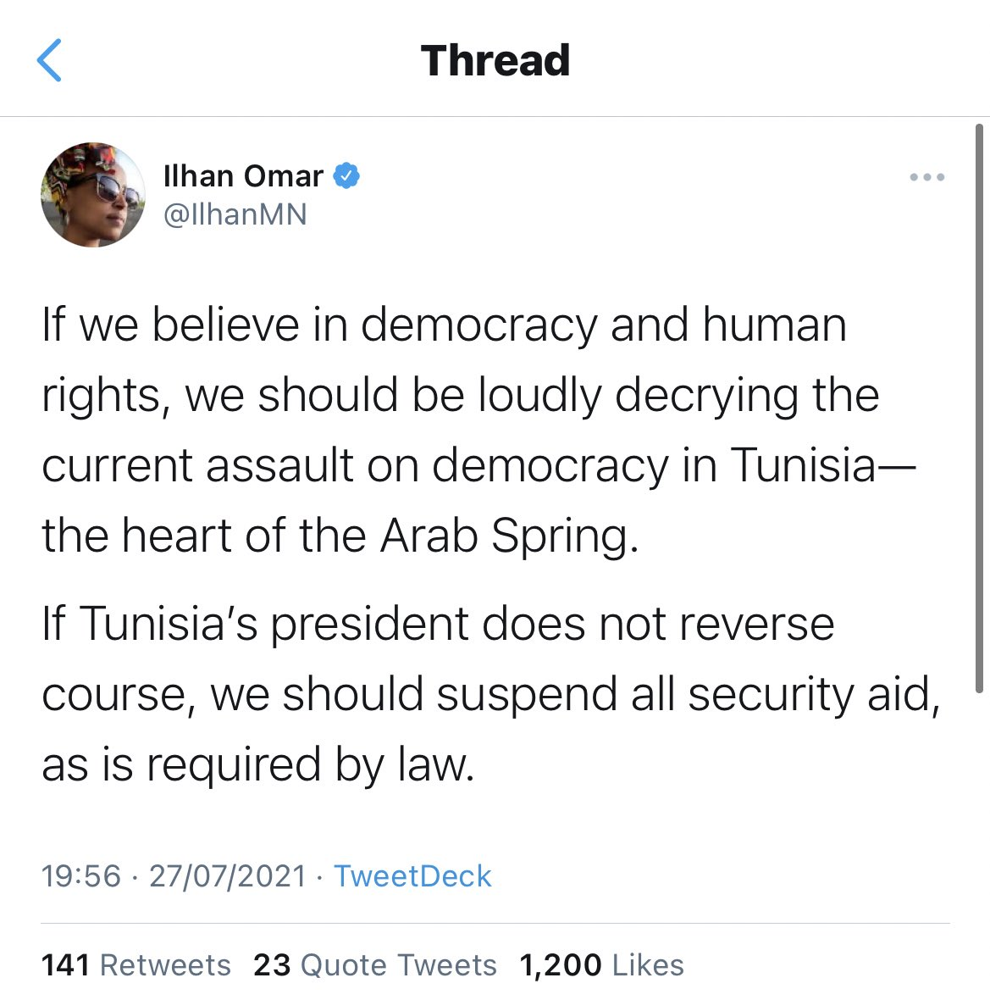 Thread
Ilhan Omar
@IlhanMN
If we believe in democracy and human
rights, we should be loudly decrying the
current assault on democracy in Tunisia—
the heart of the Arab Spring.
If Tunisia’s president does not reverse
course, we should suspend all security aid,
as is required by law.
19:56 · 27/07/2021 · TweetDeck
141 Retweets 23 Quote Tweets 1,200 Likes